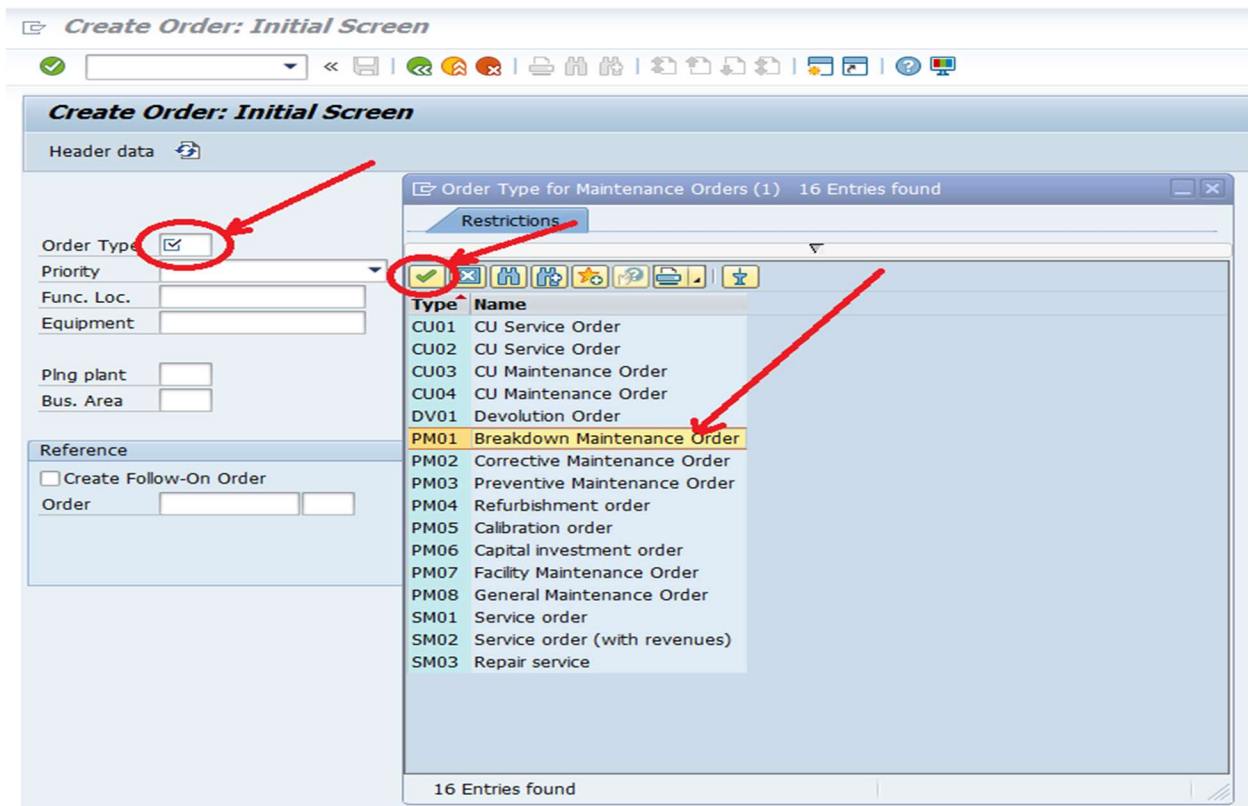 Create Order: Initial Screen
Create Order: Initial Screen
Header data
Order Type
Priority
Func. Loc.
Equipment
Plng plant
Bus. Area
Reference
Create Follow-On Order
Order
Order Type for Maintenance Orders (1) 16 Entries found
Restrictions
Type Name
CU01 CU Service Order
CU02 CU Service Order
CU03 CU Maintenance Order
CU04 CU Maintenance Order
DV01 Devolution Order
PM01 Breakdown Maintenance Order
PM02 Corrective Maintenance Order
PM03 Preventive Maintenance Order
PM04 Refurbishment order
PM05 Calibration order
PM06 Capital investment order
PM07 Facility Maintenance Order
PM08 General Maintenance Order
SM01 Service order
SM02 Service order (with revenues)
SM03 Repair service
16 Entries found